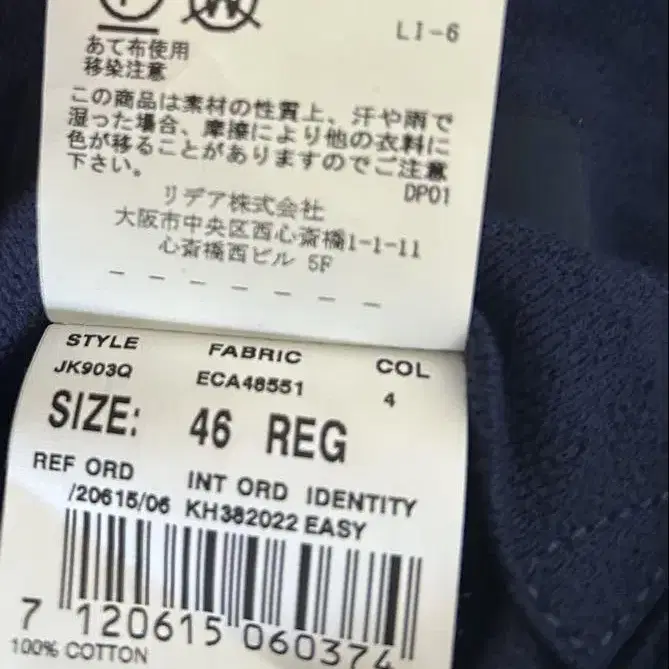 LI-6
あて布使用
移染注意
この商品は素材の性質上、汗や雨で
湿った場合、摩擦により他の衣料に
色が移ることがありますのでご注意
下さい。
DP01
リデア株式会社
大阪市中央区西心斎橋1-1-11
心斎橋西ビル 5F
STYLE FABRIC COL
JK903Q ECA48551 4
SIZE: 46 REG
REF ORD INT ORD IDENTITY
/20615/06 KH382022 EASY
7 120615 060374
100% COTTON